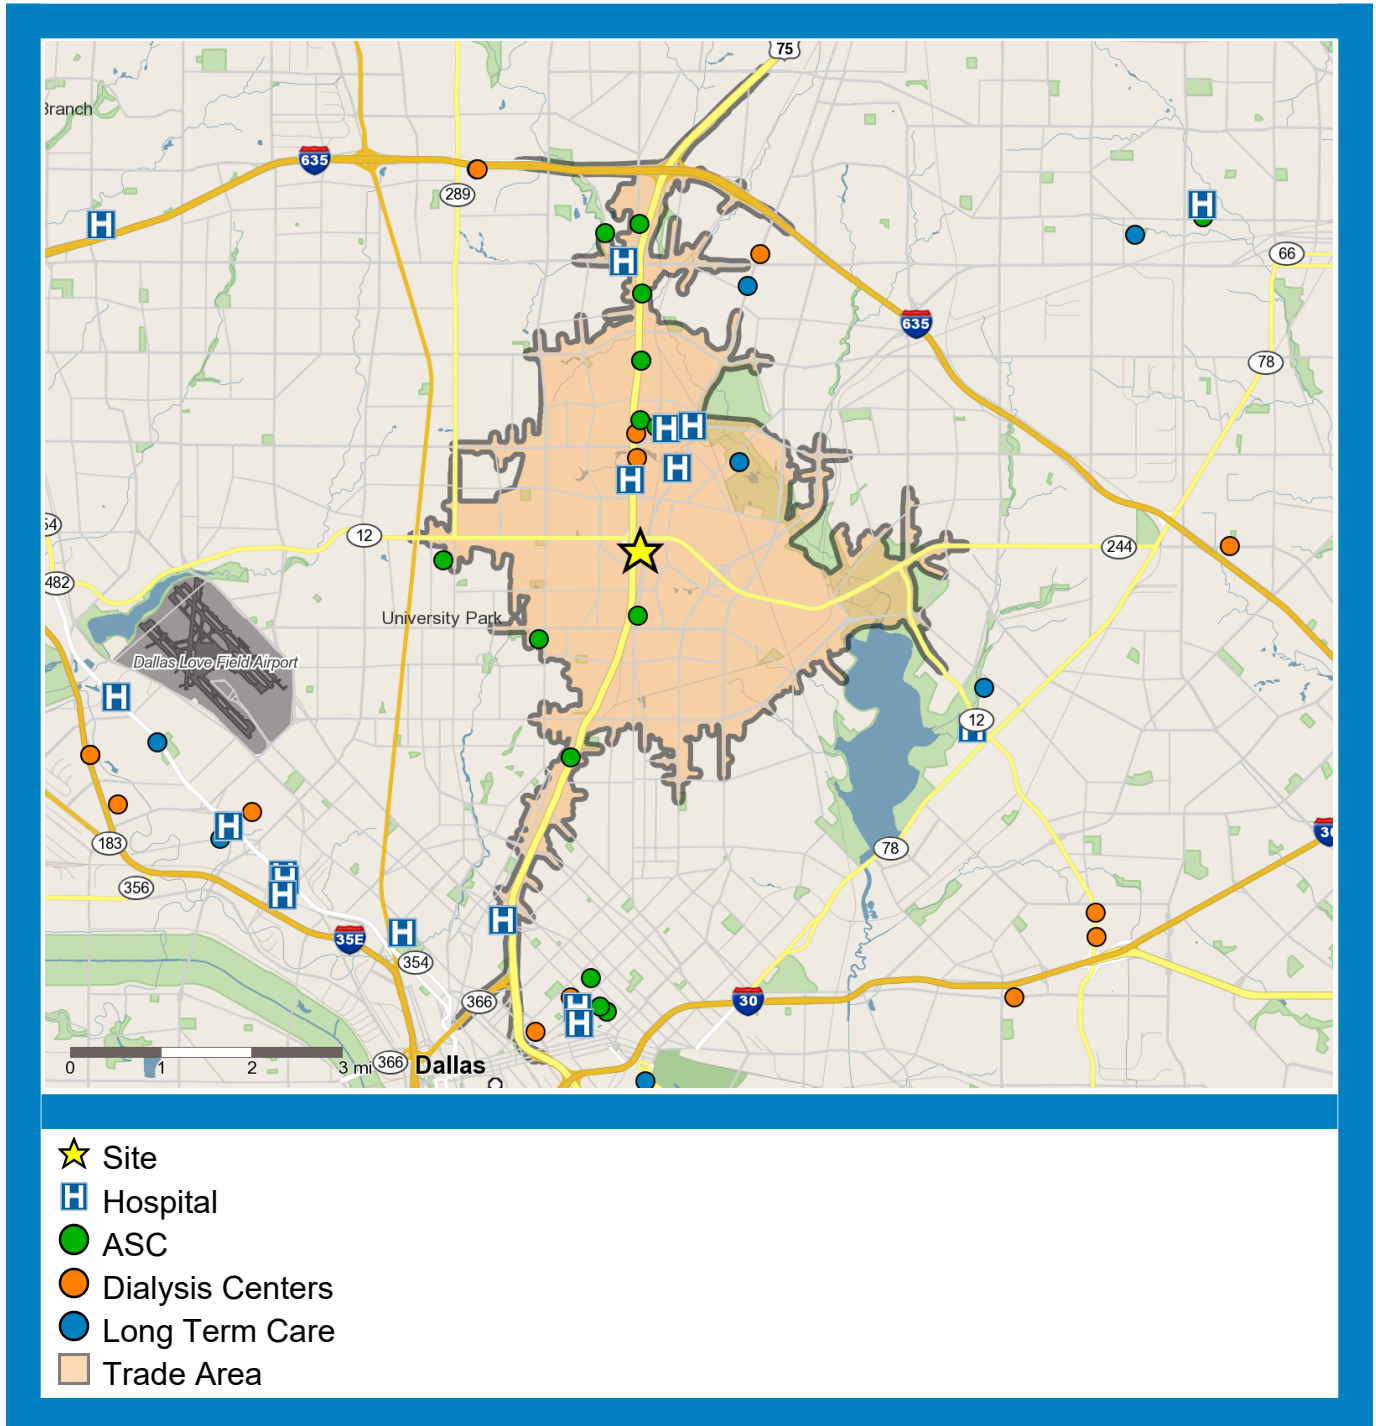 75
Branch
635
289
H
H
66
H
635
78
H
H
H
H
54
12
244
482
University Park
Dallas Love Field Airport
H
12
H
H
183
78
30
H
356
H
H
H
35E
354
366
30
H
H
0
1
2
3 mi
366
Dallas
Site
H Hospital
ASC
Dialysis Centers
Long Term Care
Trade Area